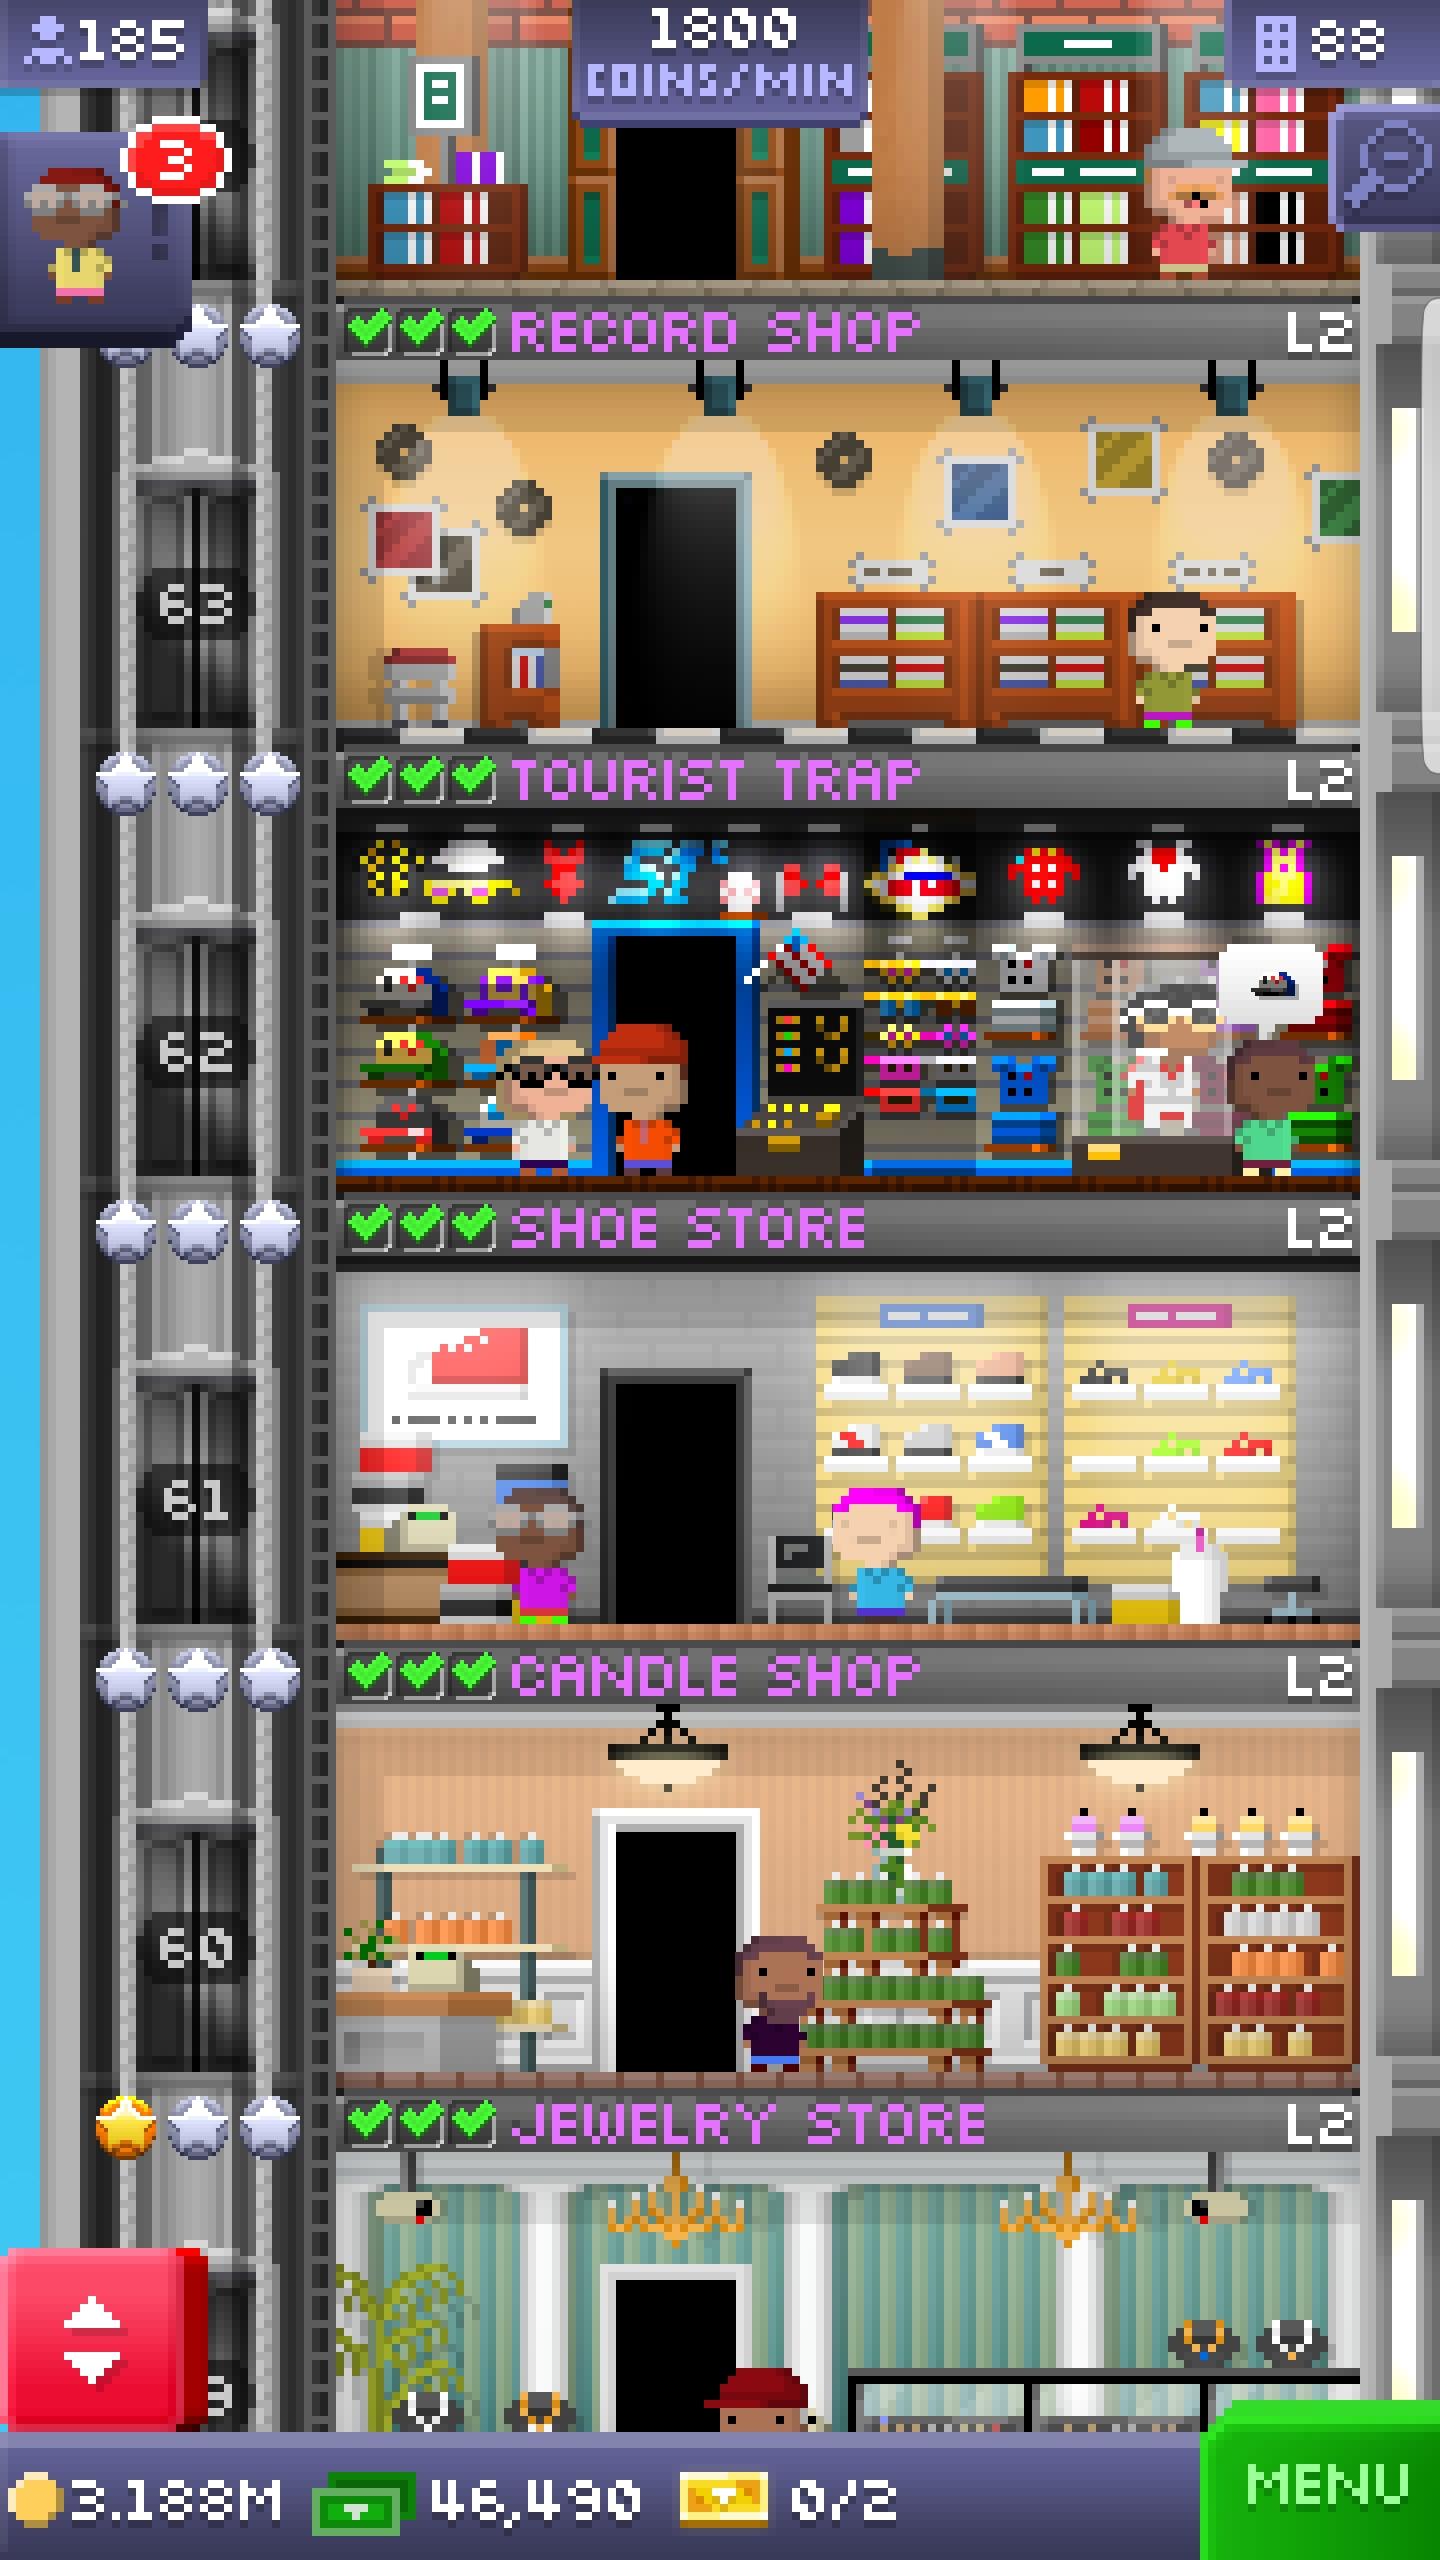 185
1800
COINS/MIN
88
3
RECORD SHOP L2
63
TOURIST TRAP L2
62
SHOE STORE L2
61
CANDLE SHOP L2
60
JEWELRY STORE L2
3.188M 46,490 0/2 MENU